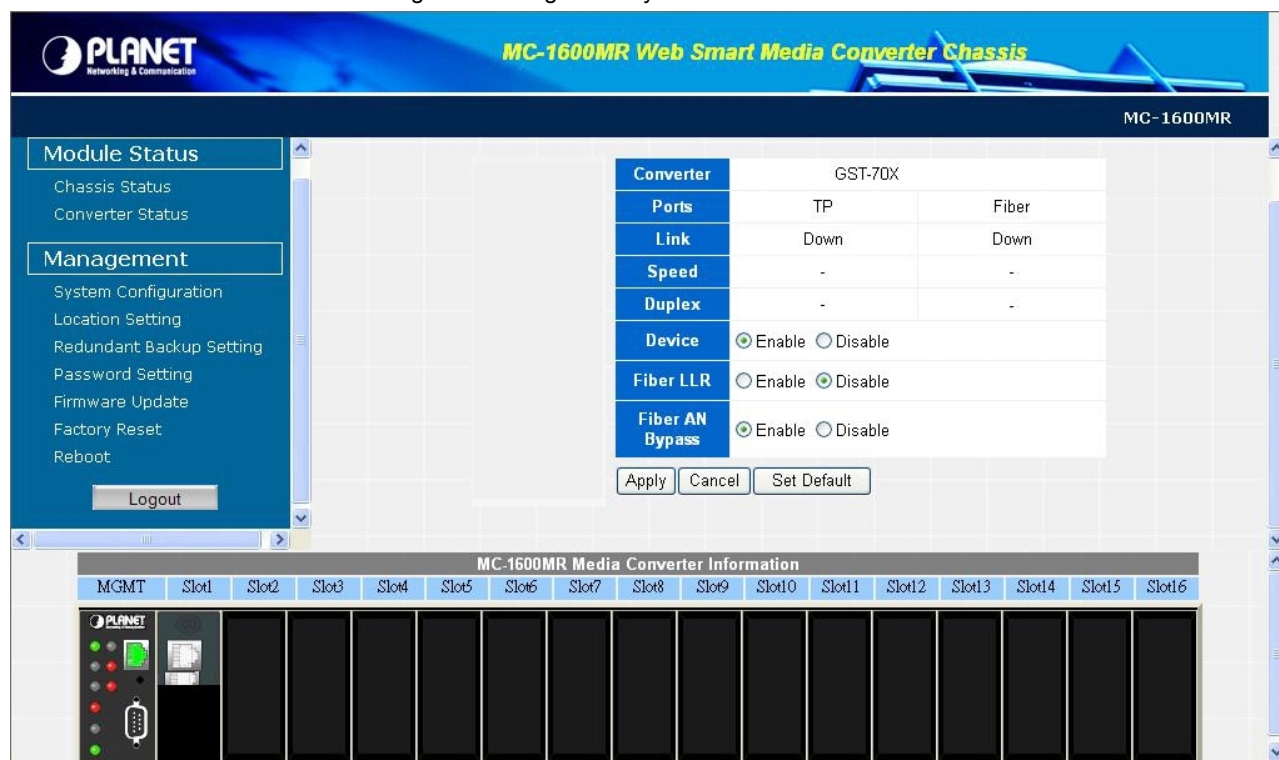 PLANET
Networking & Communication
MC-1600MR Web Smart Media Converter Chassis
MC-1600MR
Module Status
Chassis Status
Converter Status
Management
System Configuration
Location Setting
Redundant Backup Setting
Password Setting
Firmware Update
Factory Reset
Reboot
Logout
Converter GST-70X
Ports TP Fiber
Link Down Down
Speed - -
Duplex - -
Device Enable Disable
Fiber LLR Enable Disable
Fiber AN Bypass Enable Disable
Apply Cancel Set Default
MC-1600MR Media Converter Information
MGMT Slot1 Slot2 Slot3 Slot4 Slot5 Slot6 Slot7 Slot8 Slot9 Slot10 Slot11 Slot12 Slot13 Slot14 Slot15 Slot16
PLANET